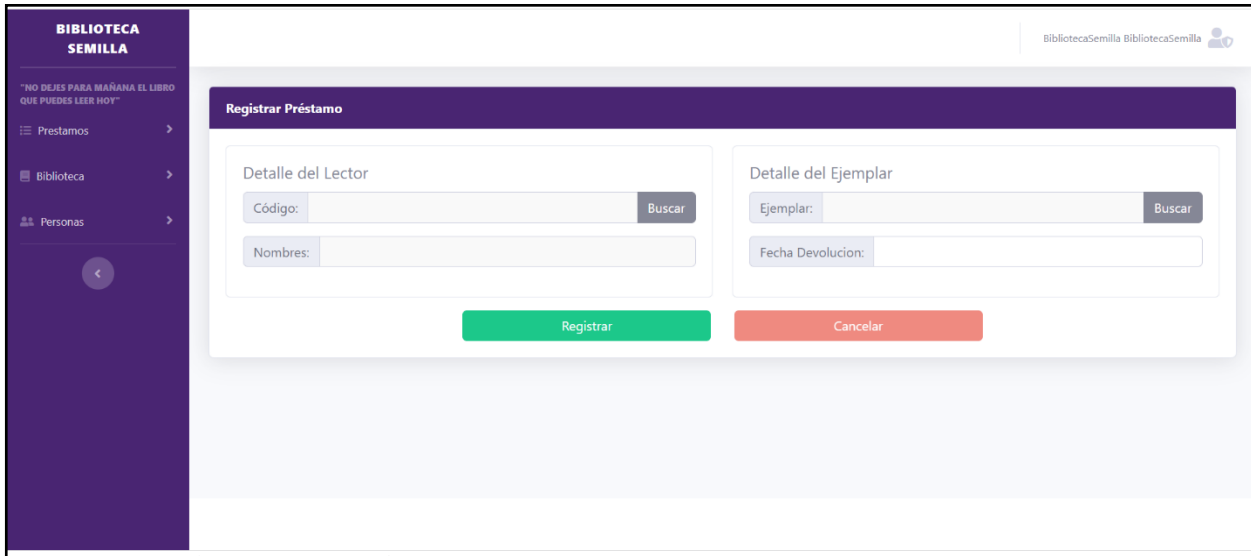 BIBLIOTECA
SEMILLA
"NO DEJES PARA MAÑANA EL LIBRO
QUE PUEDES LEER HOY"
Prestamos
Biblioteca
Personas
BibliotecaSemilla BibliotecaSemilla
Registrar Préstamo
Detalle del Lector
Código:
Buscar
Nombres:
Detalle del Ejemplar
Ejemplar:
Buscar
Fecha Devolucion:
Registrar
Cancelar